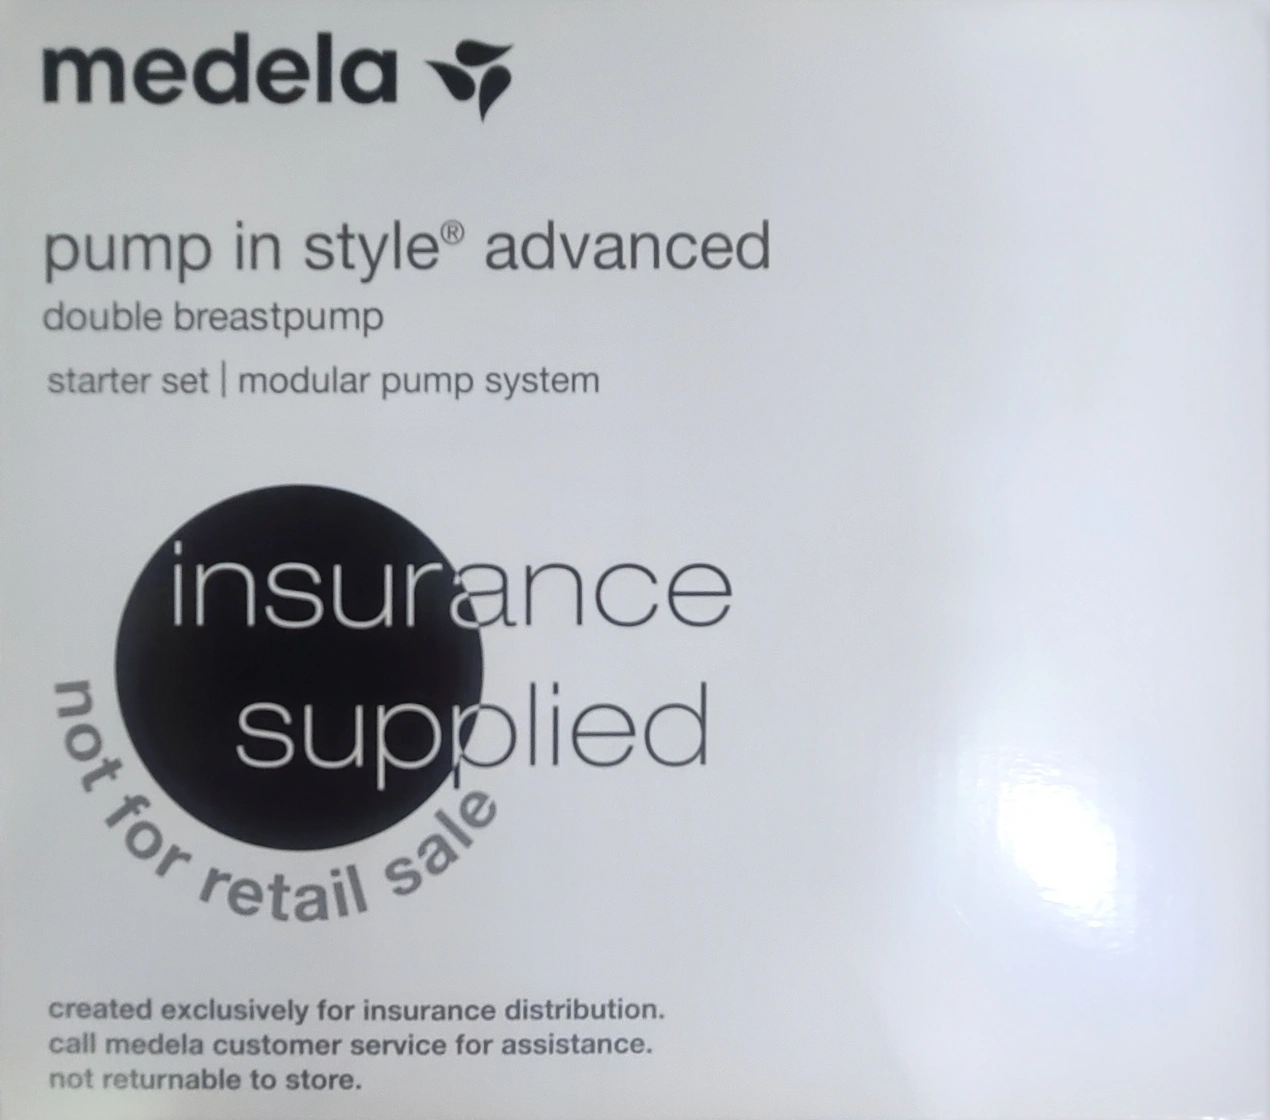 medela
pump in style® advanced
double breastpump
starter set | modular pump system
insurance
supplied
not for retail sale
created exclusively for insurance distribution.
call medela customer service for assistance.
not returnable to store.